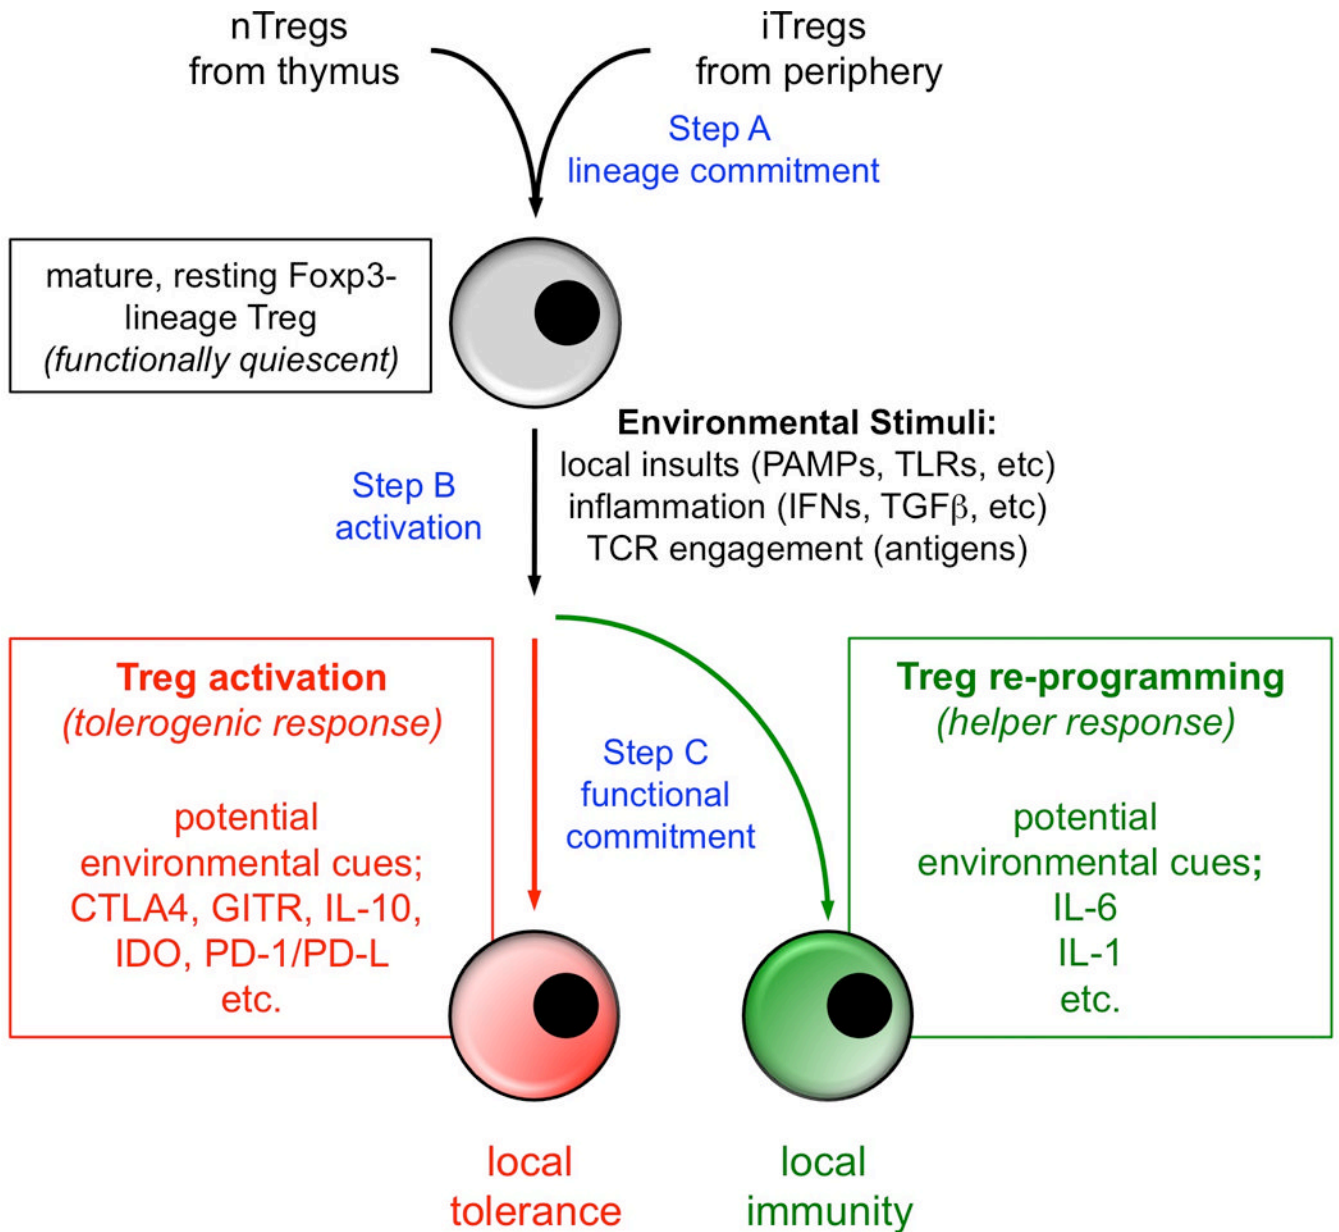 nTregs
from thymus
iTregs
from periphery
Step A
lineage commitment
mature, resting Foxp3-
lineage Treg
(functionally quiescent)
Environmental Stimuli:
local insults (PAMPs, TLRs, etc)
inflammation (IFNs, TGFβ, etc)
TCR engagement (antigens)
Step B
activation
Treg activation
(tolerogenic response)
potential
environmental cues;
CTLA4, GITR, IL-10,
IDO, PD-1/PD-L
etc.
Step C
functional
commitment
Treg re-programming
(helper response)
potential
environmental cues;
IL-6
IL-1
etc.
local
tolerance
local
immunity